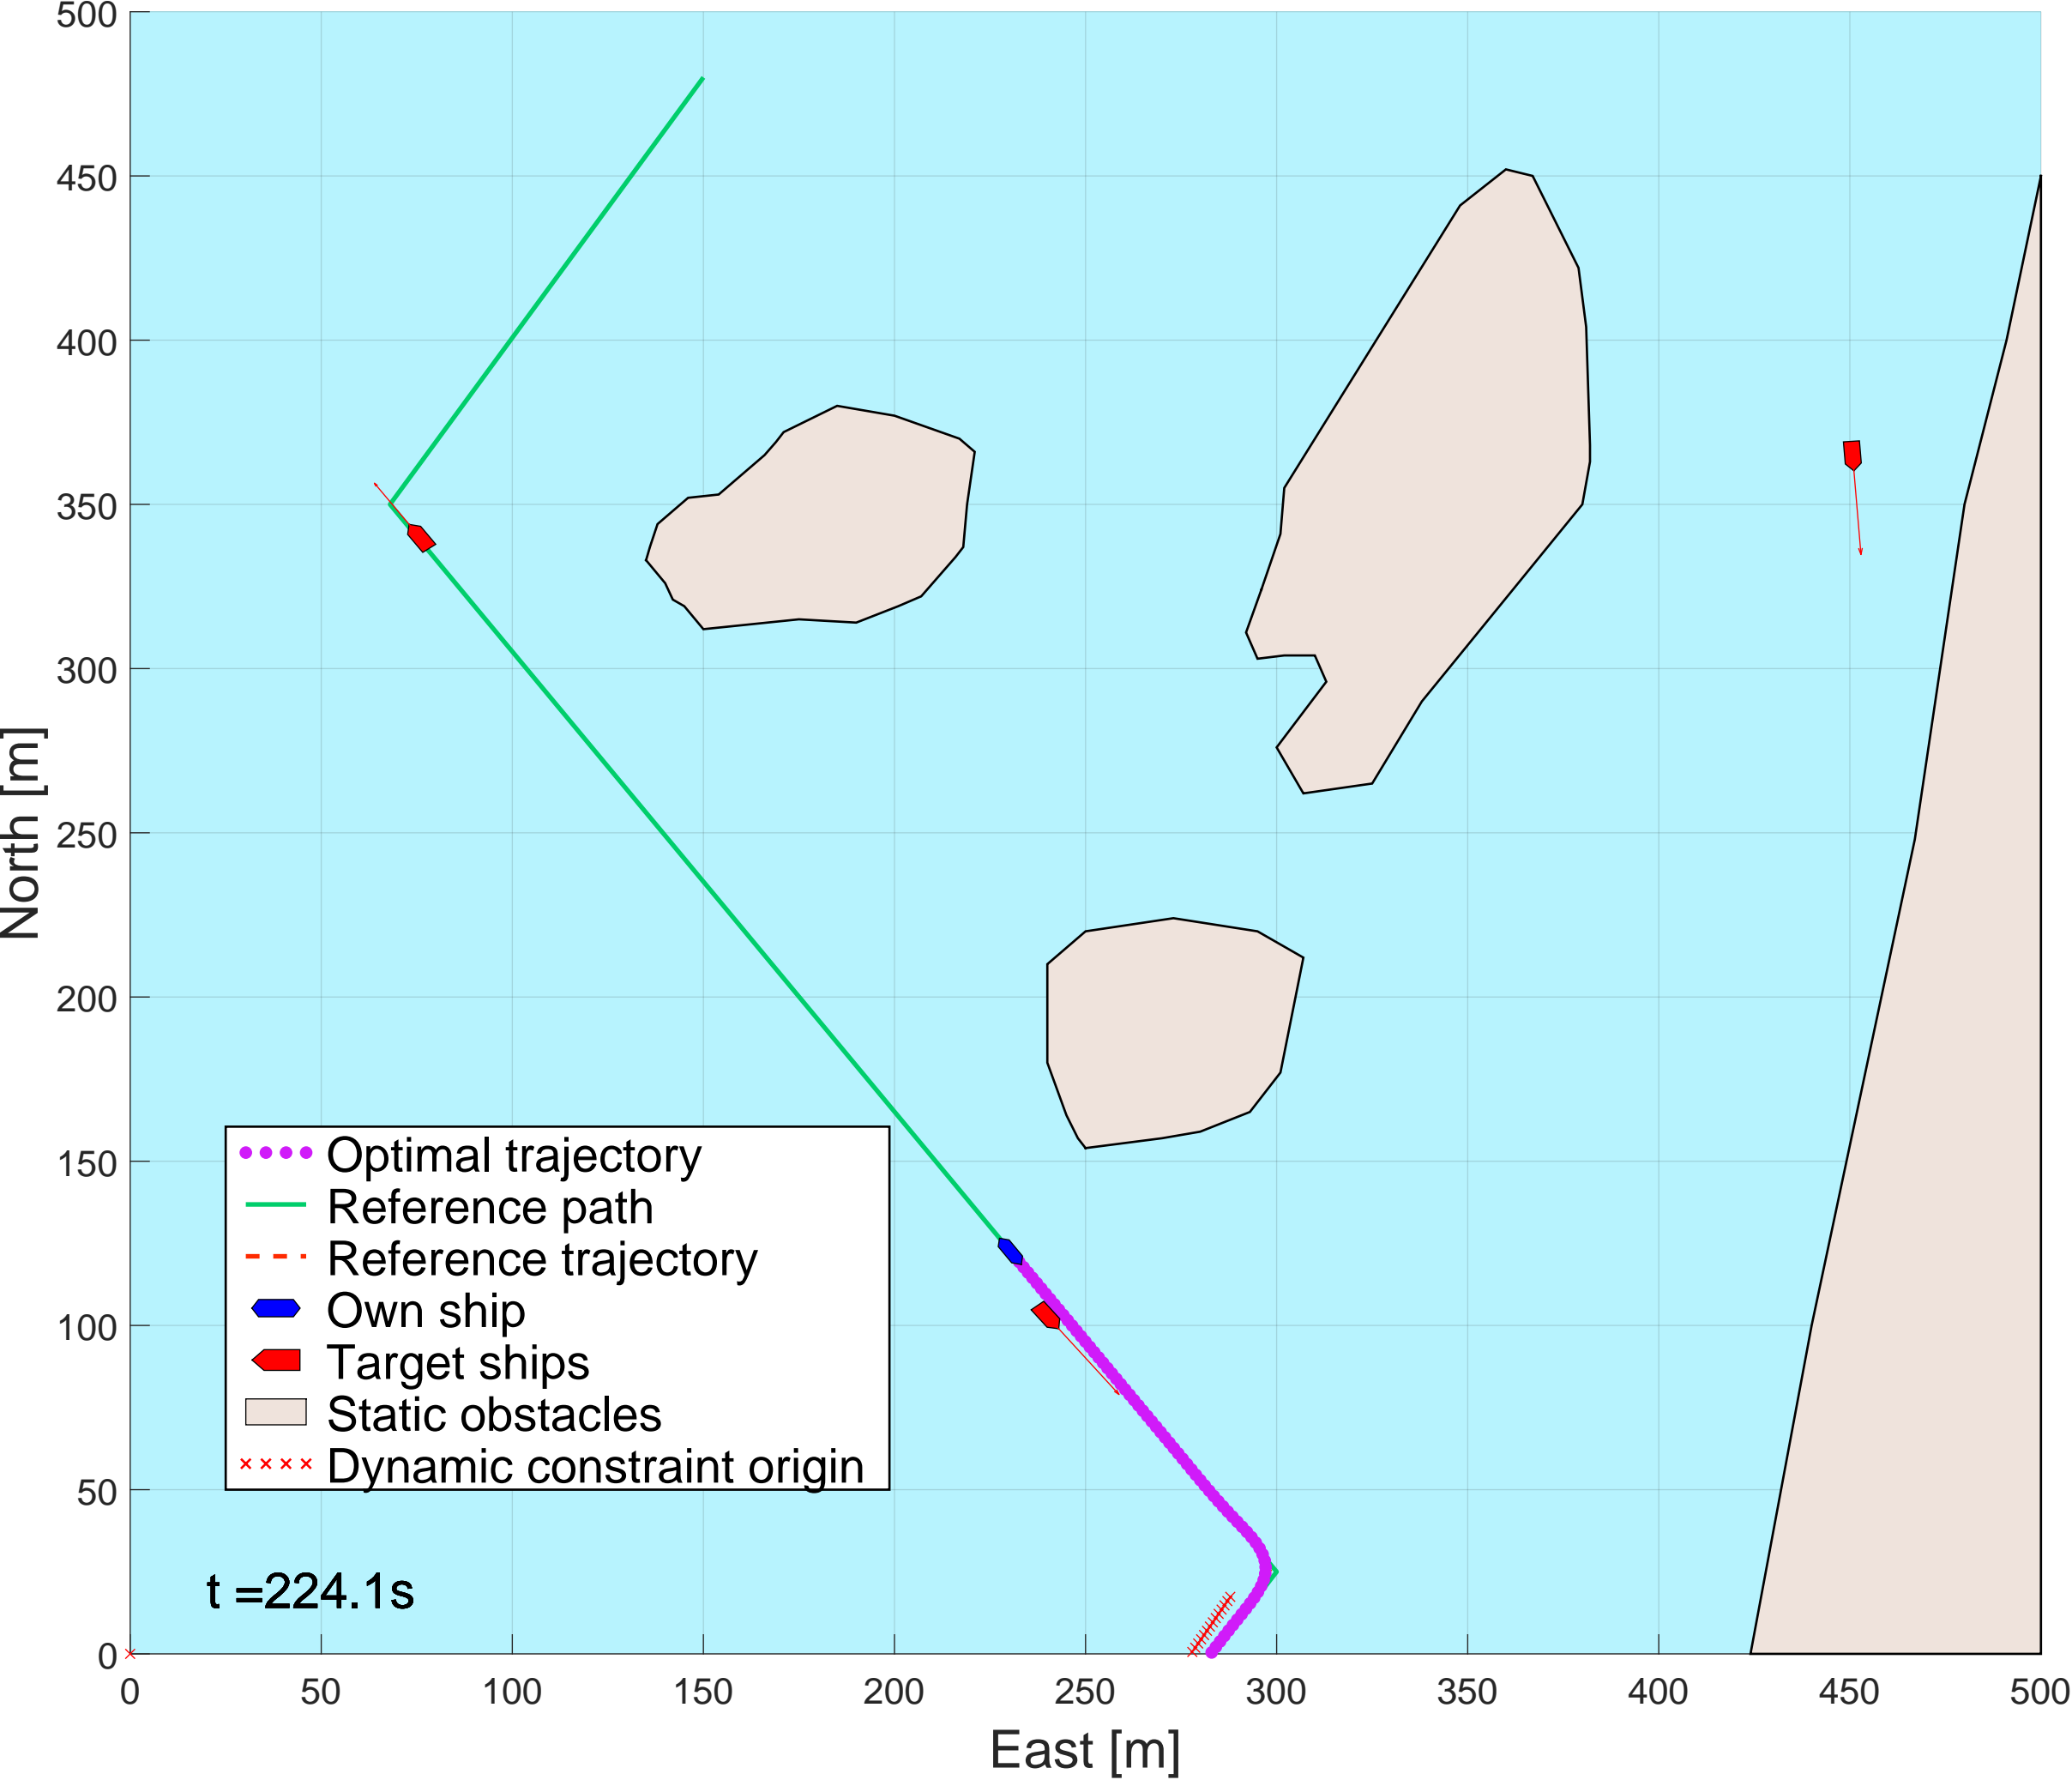 500
450
400
350
300
250
200
150
100
50
0
North [m]
Optimal trajectory
Reference path
Reference trajectory
Own ship
Target ships
Static obstacles
Dynamic constraint origin
t =224.1s
0 50 100 150 200 250 300 350 400 450 500
East [m]